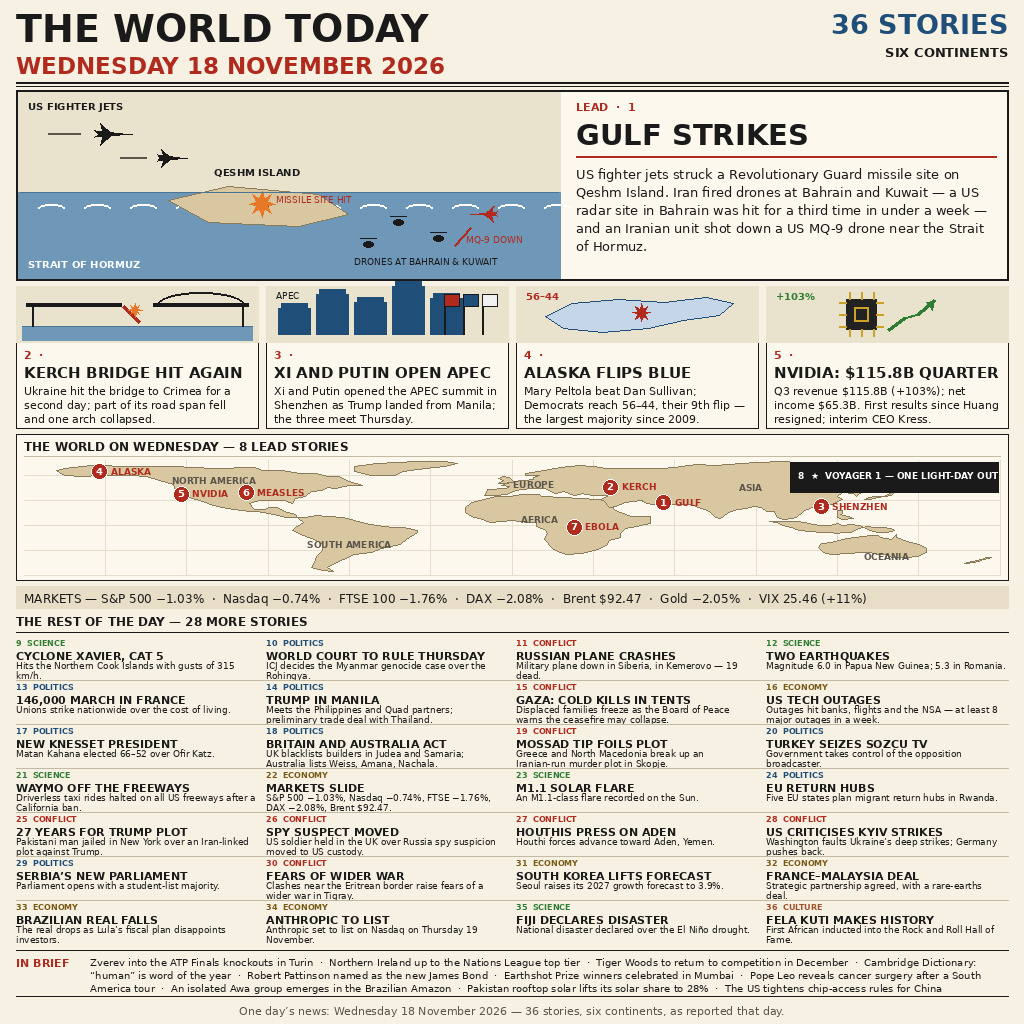 THE WORLD TODAY
WEDNESDAY 18 NOVEMBER 2026
36 STORIES
SIX CONTINENTS
US FIGHTER JETS
QESHM ISLAND
MISSILE SITE HIT
MQ-9 DOWN
DRONES AT BAHRAIN & KUWAIT
STRAIT OF HORMUZ
LEAD · 1
GULF STRIKES
US fighter jets struck a Revolutionary Guard missile site on
Qeshm Island. Iran fired drones at Bahrain and Kuwait — a US
radar site in Bahrain was hit for a third time in under a week —
and an Iranian unit shot down a US MQ-9 drone near the Strait
of Hormuz.
2 ·
KERCH BRIDGE HIT AGAIN
Ukraine hit the bridge to Crimea for a
second day; part of its road span fell
and one arch collapsed.
APEC
3 ·
XI AND PUTIN OPEN APEC
Xi and Putin opened the APEC summit in
Shenzhen as Trump landed from Manila;
the three meet Thursday.
56–44
4 ·
ALASKA FLIPS BLUE
Mary Peltola beat Dan Sullivan;
Democrats reach 56–44, their 9th flip —
the largest majority since 2009.
+103%
5 ·
NVIDIA: $115.8B QUARTER
Q3 revenue $115.8B (+103%); net
income $65.3B. First results since Huang
resigned; interim CEO Kress.
THE WORLD ON WEDNESDAY — 8 LEAD STORIES
4 ALASKA
NORTH AMERICA
5 NVIDIA
6 MEASLES
SOUTH AMERICA
EUROPE
2 KERCH
AFRICA
1 GULF
7 EBOLA
ASIA
8 ★ VOYAGER 1 — ONE LIGHT-DAY OUT
3 SHENZHEN
OCEANIA
MARKETS — S&P 500 −1.03% · Nasdaq −0.74% · FTSE 100 −1.76% · DAX −2.08% · Brent $92.47 · Gold −2.05% · VIX 25.46 (+11%)
THE REST OF THE DAY — 28 MORE STORIES
9 SCIENCE
CYCLONE XAVIER, CAT 5
Hits the Northern Cook Islands with gusts of 315
km/h.
10 POLITICS
WORLD COURT TO RULE THURSDAY
ICJ decides the Myanmar genocide case over the
Rohingya.
11 CONFLICT
RUSSIAN PLANE CRASHES
Military plane down in Siberia, in Kemerovo — 19
dead.
12 SCIENCE
TWO EARTHQUAKES
Magnitude 6.0 in Papua New Guinea; 5.3 in Romania.
13 POLITICS
146,000 MARCH IN FRANCE
Unions strike nationwide over the cost of living.
14 POLITICS
TRUMP IN MANILA
Meets the Philippines and Quad partners;
preliminary trade deal with Thailand.
15 CONFLICT
GAZA: COLD KILLS IN TENTS
Displaced families freeze as the Board of Peace
warns the ceasefire may collapse.
16 ECONOMY
US TECH OUTAGES
Outages hit banks, flights and the NSA — at least 8
major outages in a week.
17 POLITICS
NEW KNESSET PRESIDENT
Matan Kahana elected 66–52 over Ofir Katz.
18 POLITICS
BRITAIN AND AUSTRALIA ACT
UK blacklists builders in Judea and Samaria;
Australia lists Weiss, Amana, Nachala.
19 CONFLICT
MOSSAD TIP FOILS PLOT
Greece and North Macedonia break up an
Iranian-run murder plot in Skopje.
20 POLITICS
TURKEY SEIZES SOZCU TV
Government takes control of the opposition
broadcaster.
21 SCIENCE
WAYMO OFF THE FREEWAYS
Driverless taxi rides halted on all US freeways after a
California ban.
22 ECONOMY
MARKETS SLIDE
S&P 500 −1.03%, Nasdaq −0.74%, FTSE −1.76%,
DAX −2.08%, Brent $92.47.
23 SCIENCE
M1.1 SOLAR FLARE
An M1.1-class flare recorded on the Sun.
24 POLITICS
EU RETURN HUBS
Five EU states plan migrant return hubs in Rwanda.
25 CONFLICT
27 YEARS FOR TRUMP PLOT
Pakistani man jailed in New York over an Iran-linked
plot against Trump.
26 CONFLICT
SPY SUSPECT MOVED
US soldier held in the UK over Russia spy suspicion
moved to US custody.
27 CONFLICT
HOUTHIS PRESS ON ADEN
Houthi forces advance toward Aden, Yemen.
28 CONFLICT
US CRITICISES KYIV STRIKES
Washington faults Ukraine’s deep strikes; Germany
pushes back.
29 POLITICS
SERBIA’S NEW PARLIAMENT
Parliament opens with a student-list majority.
30 CONFLICT
FEARS OF WIDER WAR
Clashes near the Eritrean border raise fears of a
wider war in Tigray.
31 ECONOMY
SOUTH KOREA LIFTS FORECAST
Seoul raises its 2027 growth forecast to 3.9%.
32 ECONOMY
FRANCE–MALAYSIA DEAL
Strategic partnership agreed, with a rare-earths
deal.
33 ECONOMY
BRAZILIAN REAL FALLS
The real drops as Lula’s fiscal plan disappoints
investors.
34 ECONOMY
ANTHROPIC TO LIST
Anthropic set to list on Nasdaq on Thursday 19
November.
35 SCIENCE
FIJI DECLARES DISASTER
National disaster declared over the El Niño drought.
36 CULTURE
FELA KUTI MAKES HISTORY
First African inducted into the Rock and Roll Hall of
Fame.
IN BRIEF
Zverev into the ATP Finals knockouts in Turin · Northern Ireland up to the Nations League top tier · Tiger Woods to return to competition in December · Cambridge Dictionary:
“human” is word of the year · Robert Pattinson named as the new James Bond · Earthshot Prize winners celebrated in Mumbai · Pope Leo reveals cancer surgery after a South
America tour · An isolated Awa group emerges in the Brazilian Amazon · Pakistan rooftop solar lifts its solar share to 28% · The US tightens chip-access rules for China
One day’s news: Wednesday 18 November 2026 — 36 stories, six continents, as reported that day.